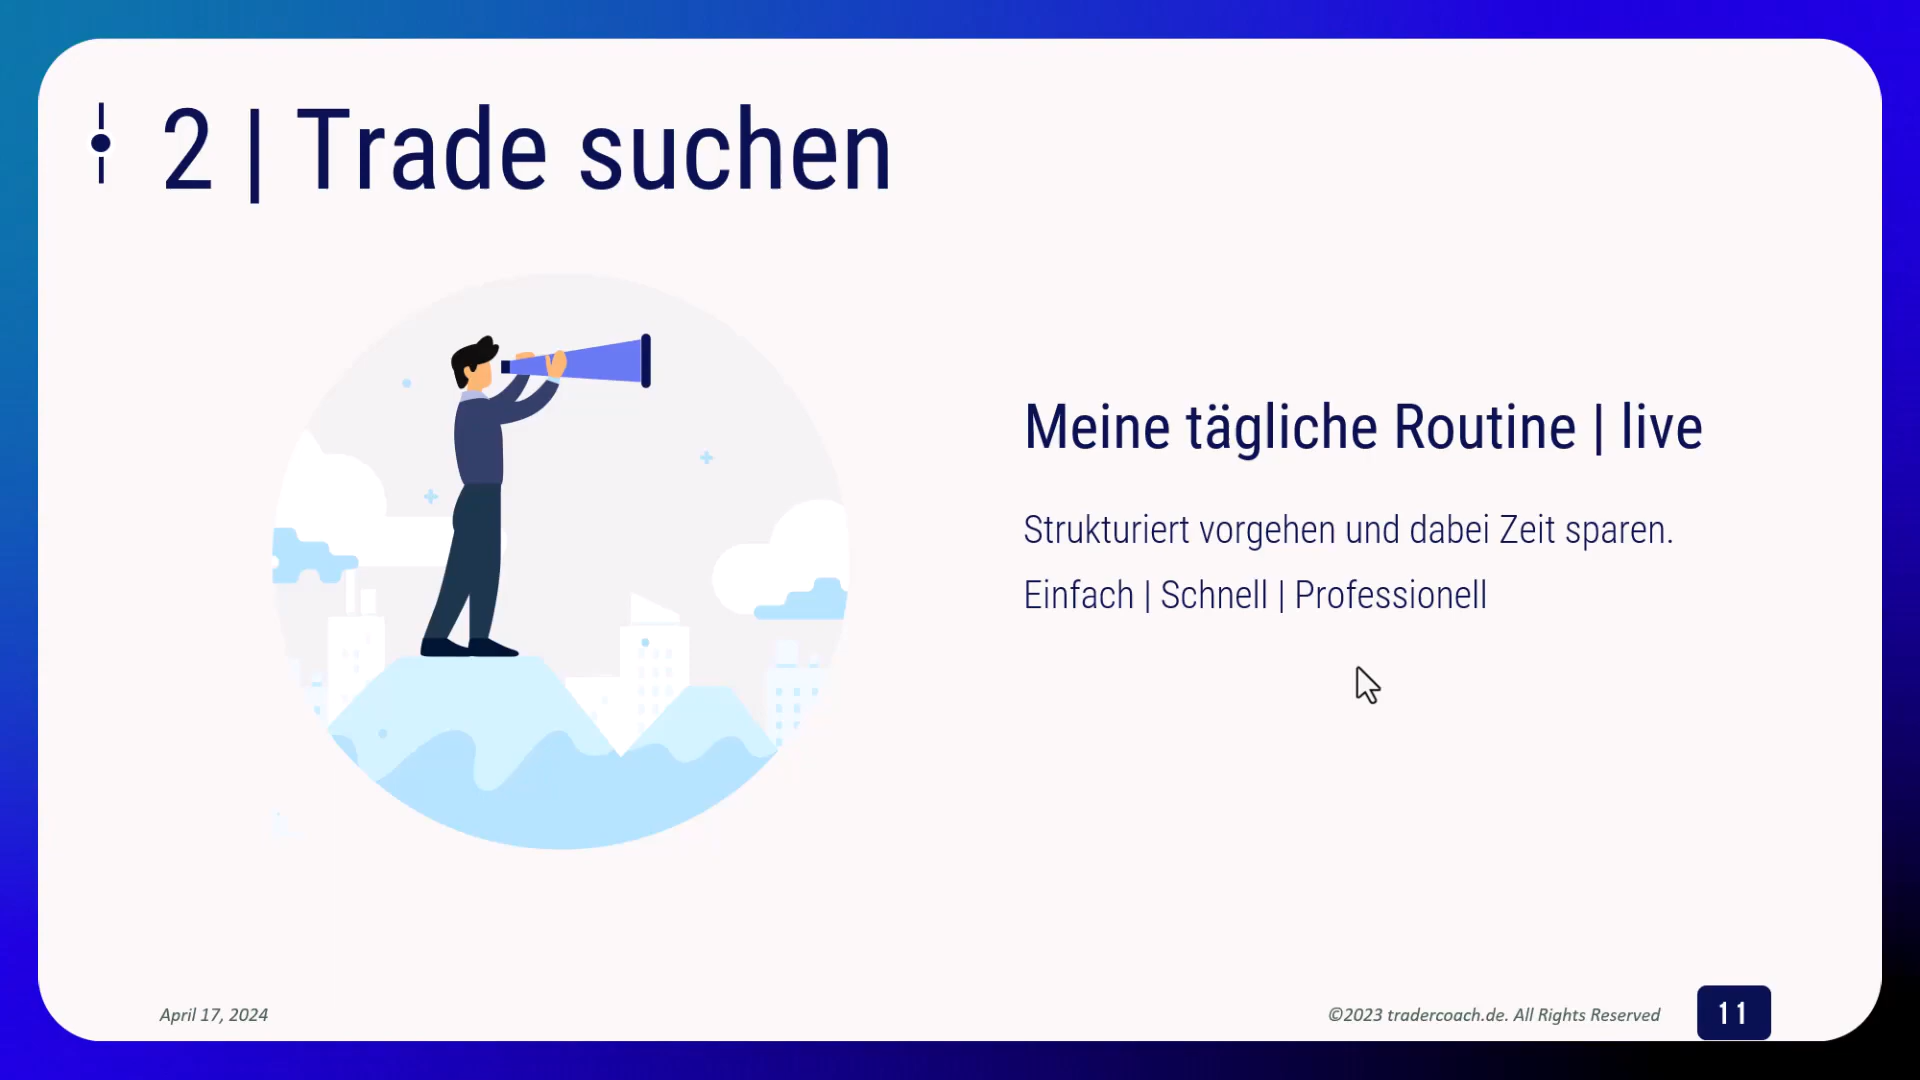 2 | Trade suchen
Meine tägliche Routine | live
Strukturiert vorgehen und dabei Zeit sparen.
Einfach | Schnell | Professionell
April 17, 2024
©2023 tradercoach.de. All Rights Reserved
11